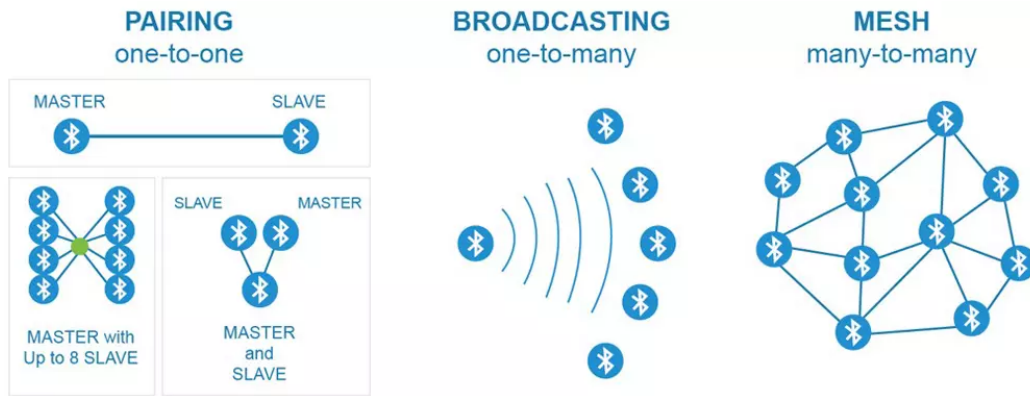 PAIRING
one-to-one
MASTER
SLAVE
MASTER with
Up to 8 SLAVE
SLAVE
MASTER
MASTER
and
SLAVE
BROADCASTING
one-to-many
MESH
many-to-many